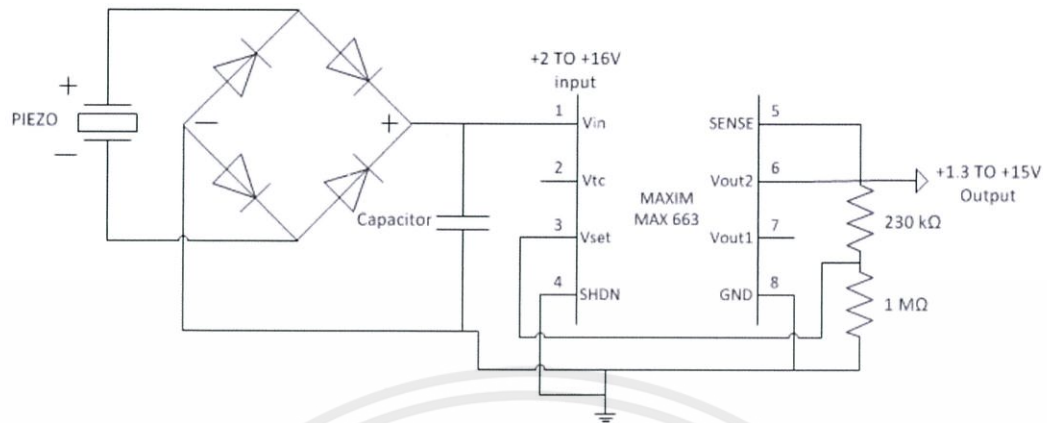 +2 TO +16V
input
+
PIEZO
−
−
+
Capacitor
1
Vin
2
Vtc
3
Vset
4
SHDN
MAXIM
MAX 663
5
SENSE
6
Vout2
7
Vout1
8
GND
+1.3 TO +15V
Output
230 kΩ
1 MΩ